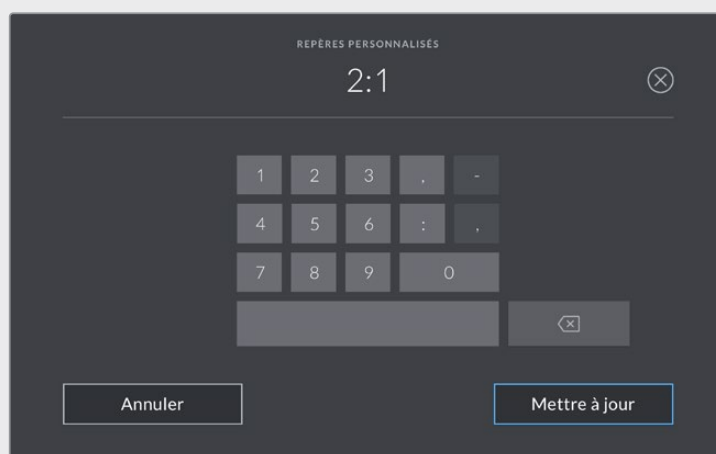 REPÈRES PERSONNALISÉS
2:1
1 2 3 , -
4 5 6 : ,
7 8 9 0
Annuler
Mettre à jour